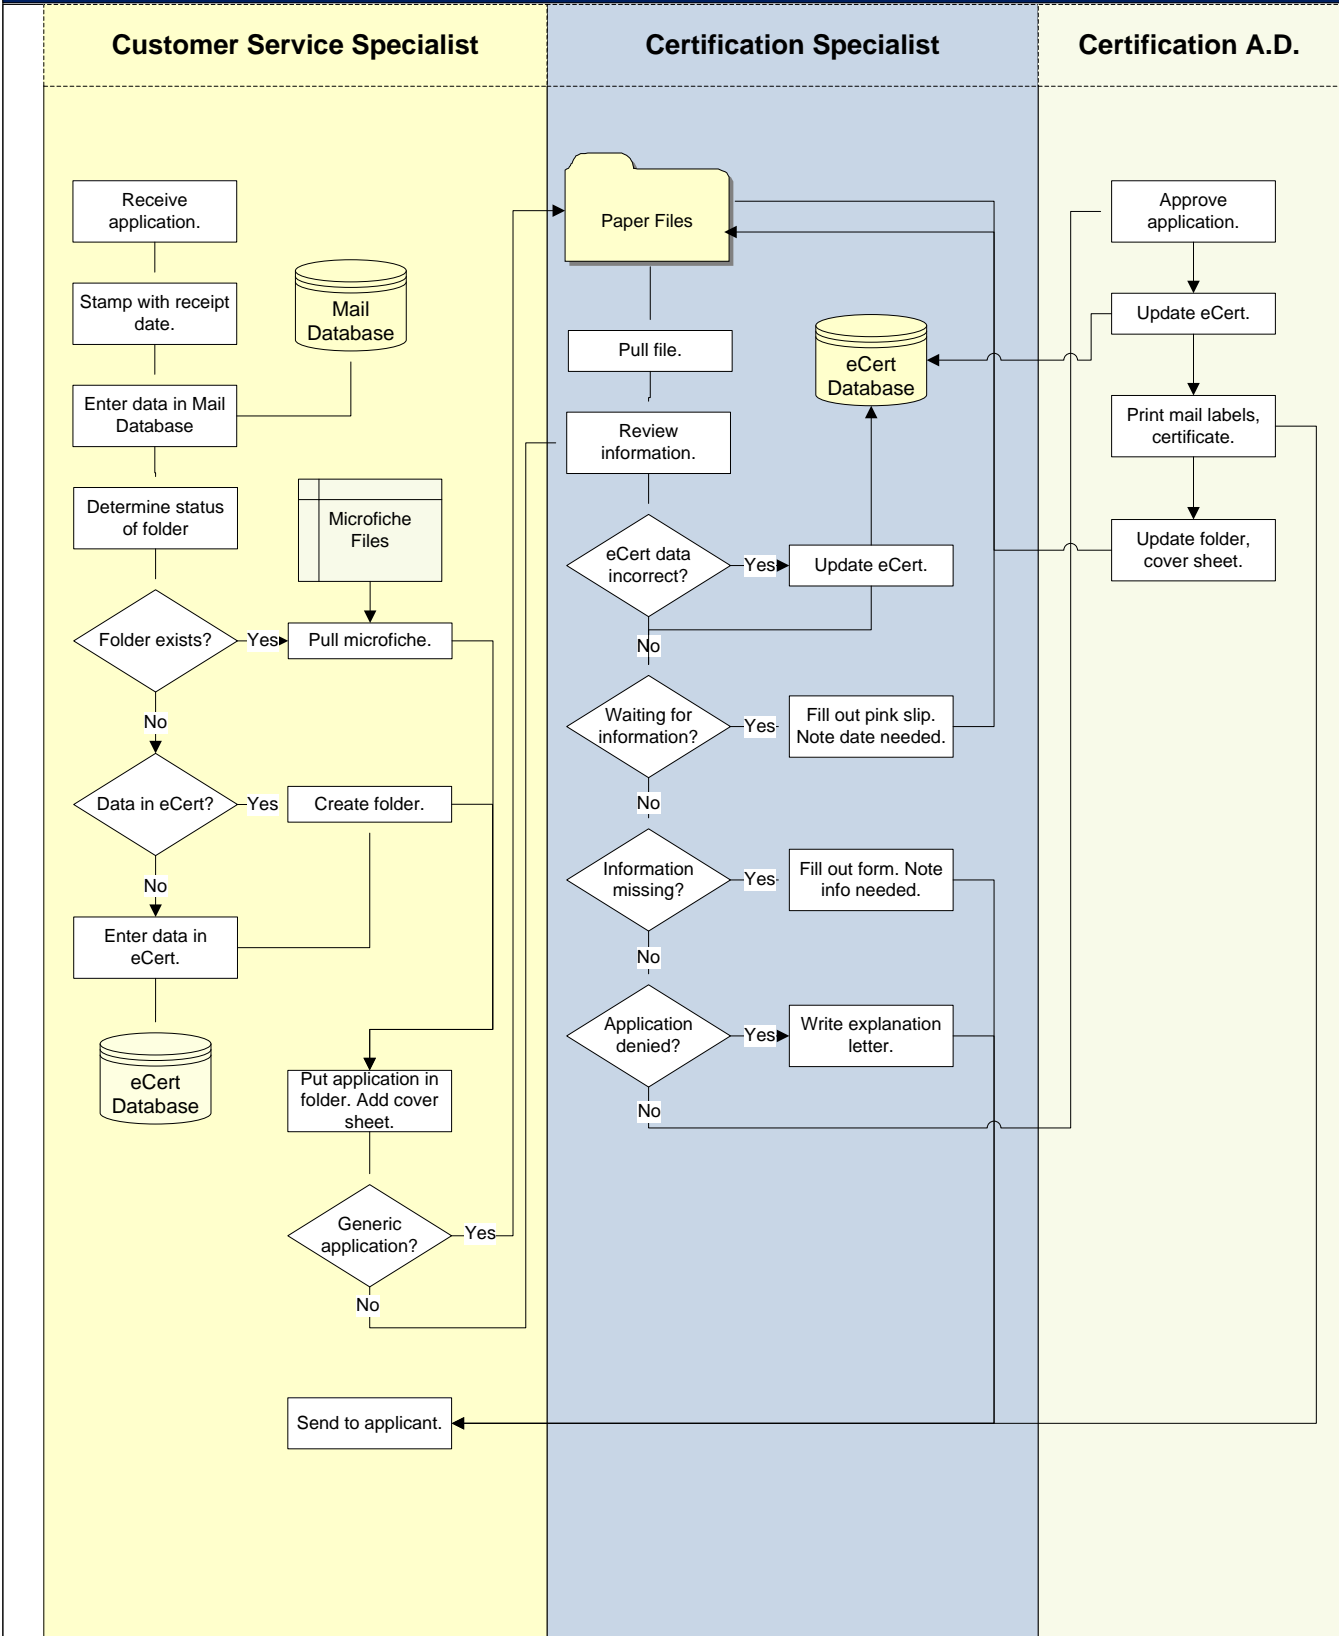 Customer Service Specialist
Certification Specialist
Certification A.D.
Receive
application.
Stamp with receipt
date.
Mail
Database
Enter data in Mail
Database
Determine status
of folder
Microfiche
Files
Folder exists?
Yes
Pull microfiche.
No
Data in eCert?
Yes
Create folder.
No
Enter data in
eCert.
eCert
Database
Put application in
folder. Add cover
sheet.
Generic
application?
Yes
No
Send to applicant.
Paper Files
Pull file.
eCert
Database
Review
information.
eCert data
incorrect?
Yes
Update eCert.
No
Waiting for
information?
Yes
Fill out pink slip.
Note date needed.
No
Information
missing?
Yes
Fill out form. Note
info needed.
No
Application
denied?
Yes
Write explanation
letter.
No
Approve
application.
Update eCert.
Print mail labels,
certificate.
Update folder,
cover sheet.